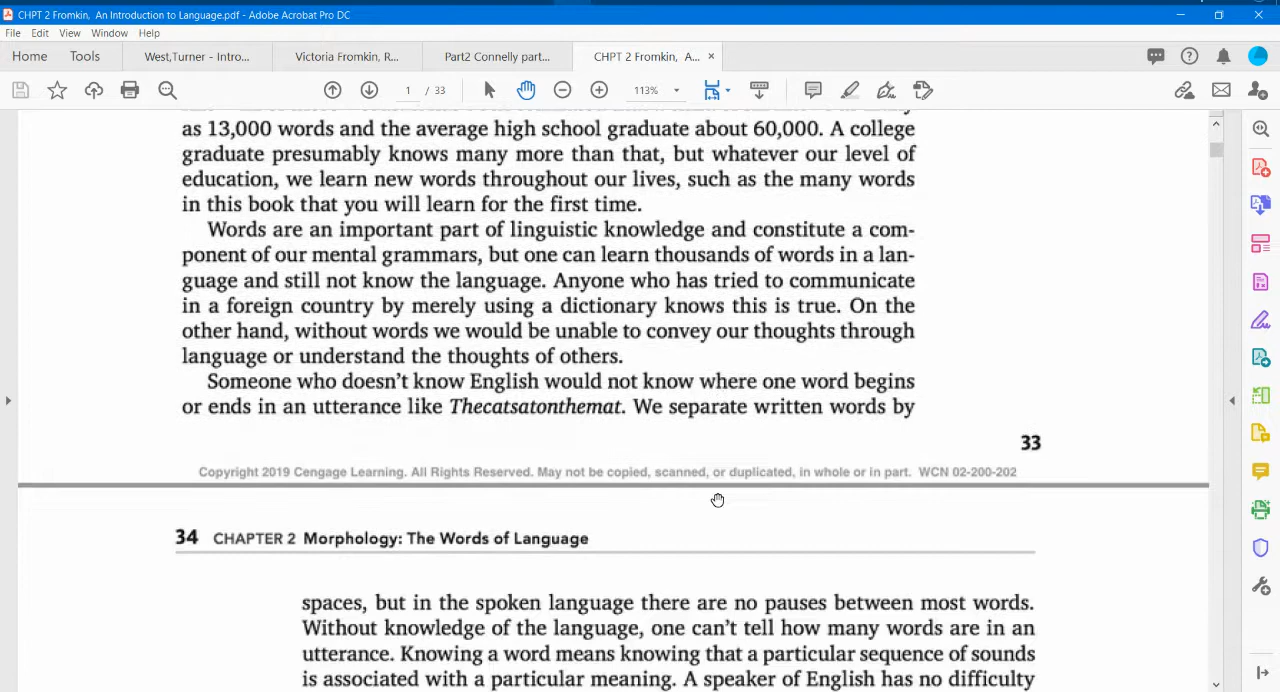 CHPT 2 Fromkin, An Introduction to Language.pdf - Adobe Acrobat Pro DC
File Edit View Window Help
Home Tools West,Turner - Intro... Victoria Fromkin, R... Part2 Connelly part... CHPT 2 Fromkin, A... ×
1 / 33 113%
as 13,000 words and the average high school graduate about 60,000. A college
graduate presumably knows many more than that, but whatever our level of
education, we learn new words throughout our lives, such as the many words
in this book that you will learn for the first time.
Words are an important part of linguistic knowledge and constitute a com-
ponent of our mental grammars, but one can learn thousands of words in a lan-
guage and still not know the language. Anyone who has tried to communicate
in a foreign country by merely using a dictionary knows this is true. On the
other hand, without words we would be unable to convey our thoughts through
language or understand the thoughts of others.
Someone who doesn't know English would not know where one word begins
or ends in an utterance like Thecatsatonthemat. We separate written words by
33
Copyright 2019 Cengage Learning. All Rights Reserved. May not be copied, scanned, or duplicated, in whole or in part. WCN 02-200-202
34 CHAPTER 2 Morphology: The Words of Language
spaces, but in the spoken language there are no pauses between most words.
Without knowledge of the language, one can't tell how many words are in an
utterance. Knowing a word means knowing that a particular sequence of sounds
is associated with a particular meaning. A speaker of English has no difficulty